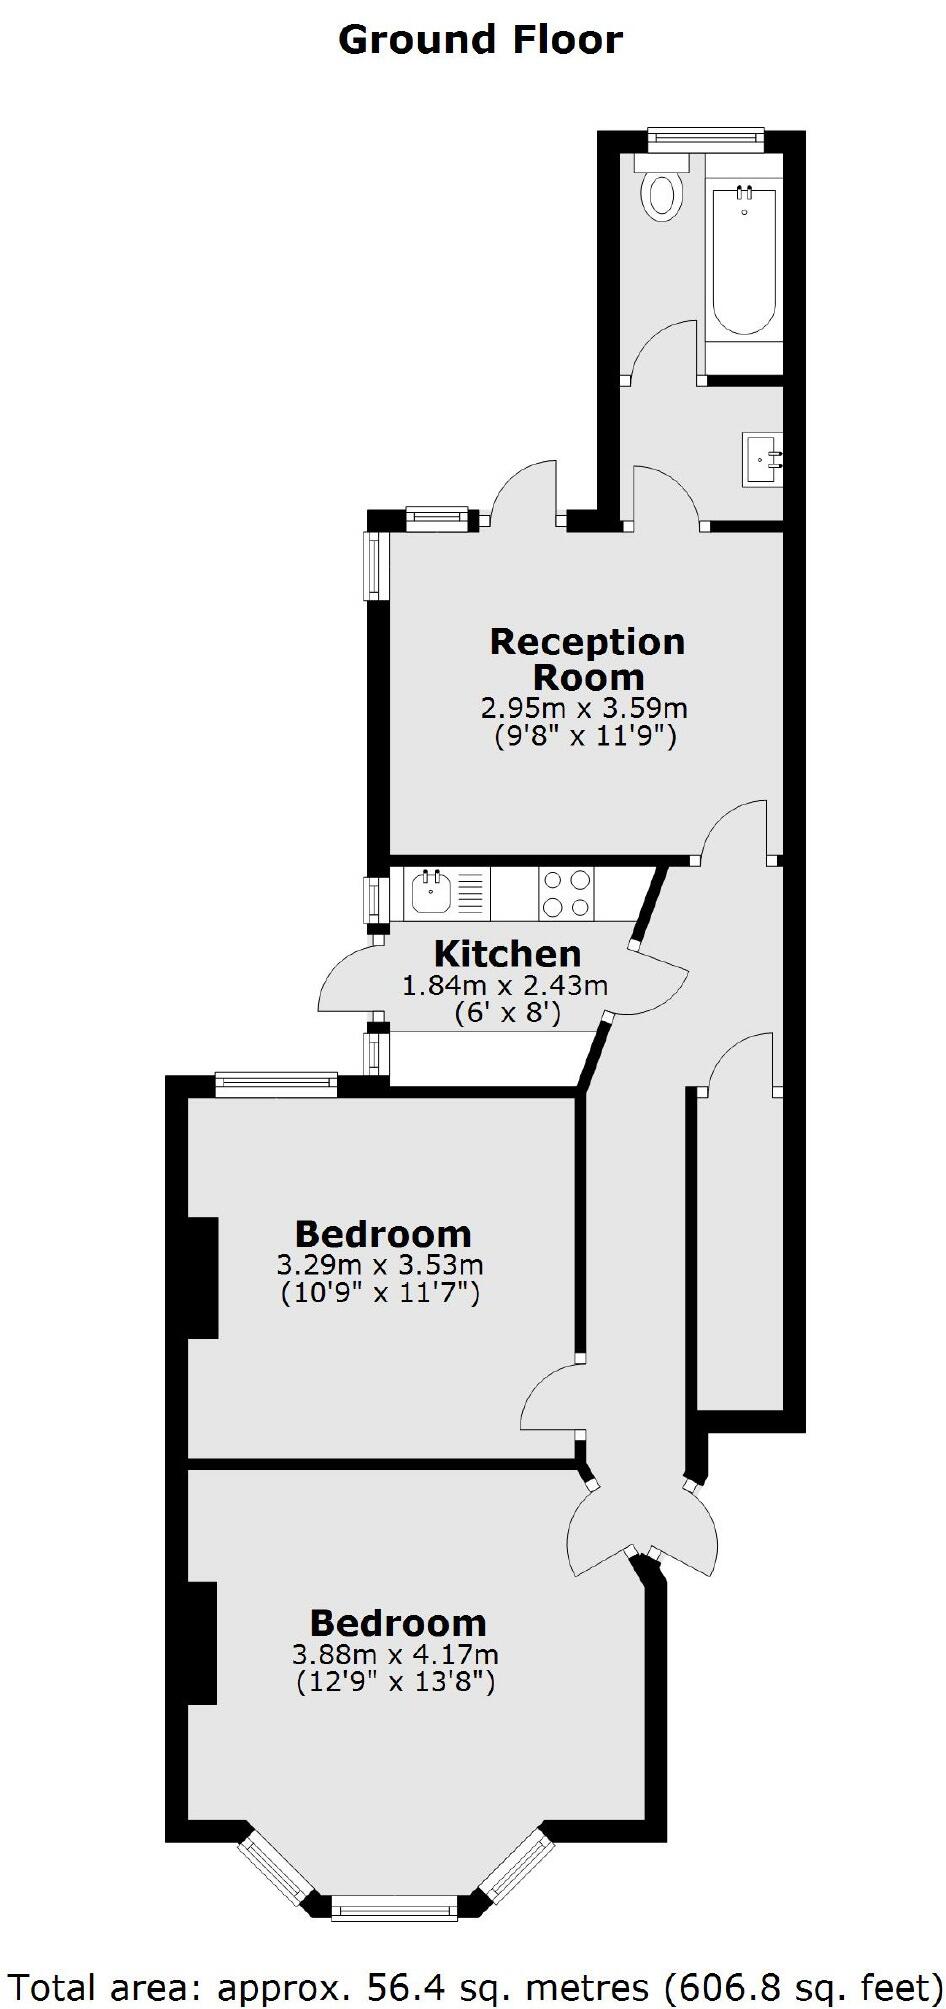 Ground Floor
Reception
Room
2.95m x 3.59m
(9'8" x 11'9")
Kitchen
1.84m x 2.43m
(6' x 8')
Bedroom
3.29m x 3.53m
(10'9" x 11'7")
Bedroom
3.88m x 4.17m
(12'9" x 13'8")
Total area: approx. 56.4 sq. metres (606.8 sq. feet)